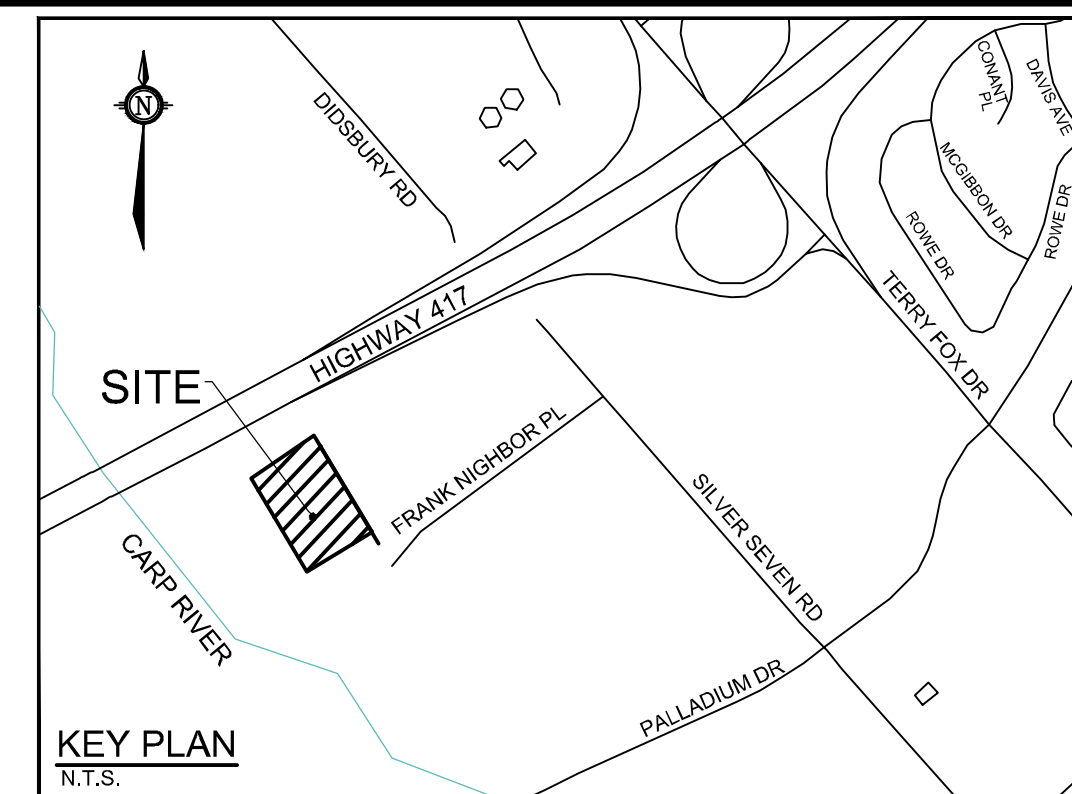 CONANT
PL
DAVIS AVE
N
DIDSBURY RD
MCGIBBON DR
ROWE DR
ROWE DR
TERRY FOX DR
HIGHWAY 417
SITE
FRANK NIGHBOR PL
SILVER SEVEN RD
CARP RIVER
PALLADIUM DR
KEY PLAN
N.T.S.